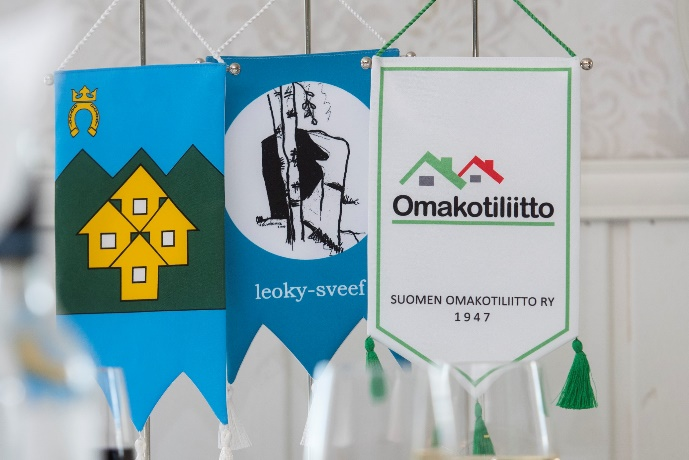 leoky-sveef
Omakotiliitto
SUOMEN OMAKOTILIITTO RY
1947